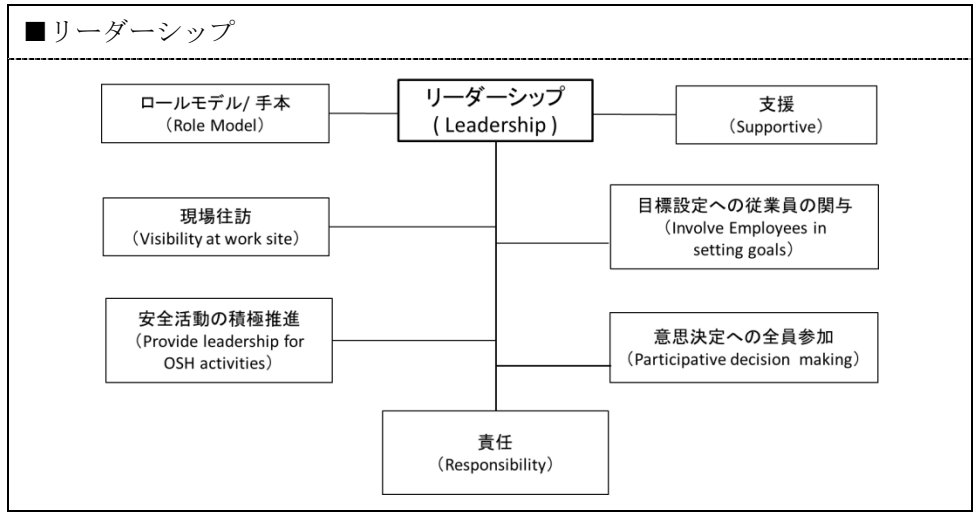 ■リーダーシップ
リーダーシップ
( Leadership )
ロールモデル/ 手本
（Role Model）
支援
（Supportive）
現場往訪
（Visibility at work site）
目標設定への従業員の関与
（Involve Employees in
setting goals）
安全活動の積極推進
（Provide leadership for
OSH activities）
意思決定への全員参加
（Participative decision making）
責任
（Responsibility）